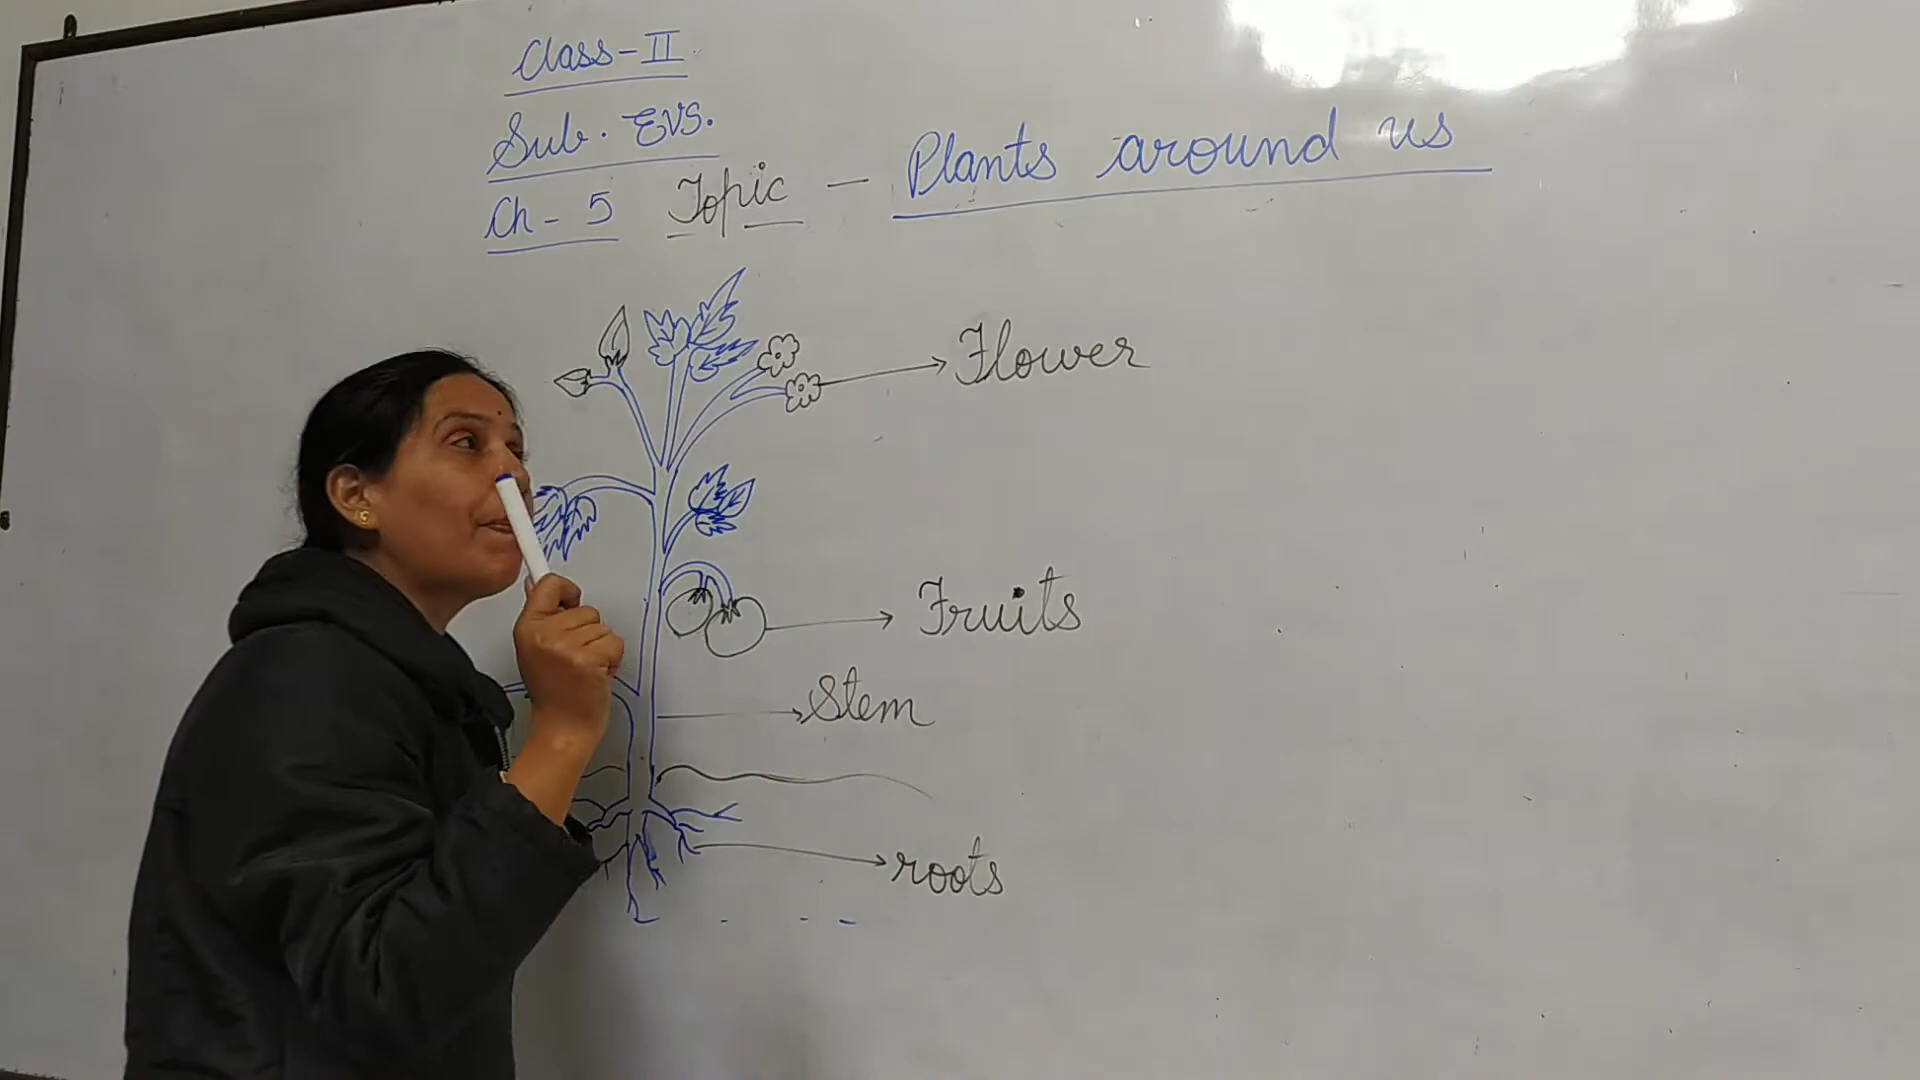 Class - II
Sub. EVS.
Ch - 5 Topic - Plants around us
Flower
Fruits
Stem
roots